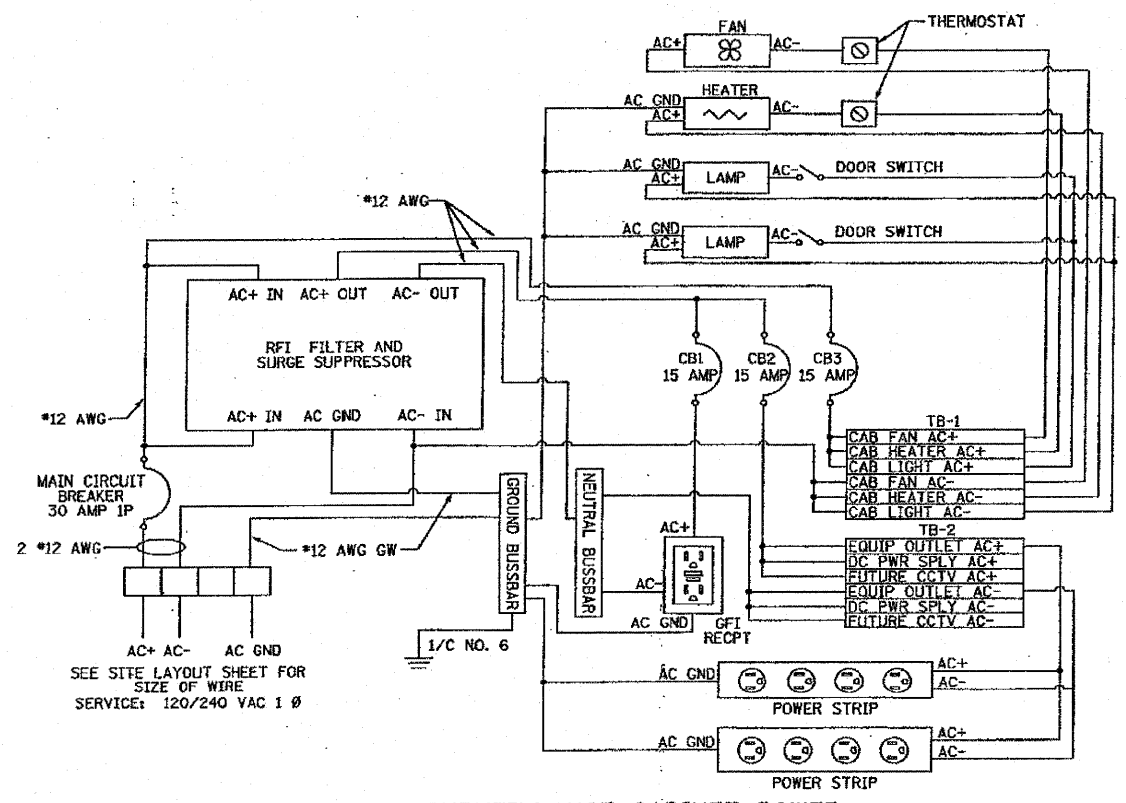 FAN
THERMOSTAT
AC+
AC-
HEATER
AC GND
AC+
AC-
AC GND
AC+
LAMP
AC-
DOOR SWITCH
#12 AWG
AC GND
AC+
LAMP
AC-
DOOR SWITCH
AC+ IN
AC+ OUT
AC- OUT
RFI FILTER AND
SURGE SUPPRESSOR
AC+ IN
AC GND
AC- IN
CB1
15 AMP
CB2
15 AMP
CB3
15 AMP
#12 AWG
MAIN CIRCUIT
BREAKER
30 AMP 1P
2 #12 AWG
#12 AWG GW
GROUND BUSSBAR
NEUTRAL BUSSBAR
TB-1
CAB FAN AC+
CAB HEATER AC+
CAB LIGHT AC+
CAB FAN AC-
CAB HEATER AC-
CAB LIGHT AC-
TB-2
EQUIP OUTLET AC+
DC PWR SPLY AC+
FUTURE CCTV AC+
EQUIP OUTLET AC-
DC PWR SPLY AC-
FUTURE CCTV AC-
AC+
AC-
AC GND
GFI
RECPT
1/C NO. 6
AC+
AC-
AC GND
SEE SITE LAYOUT SHEET FOR
SIZE OF WIRE
SERVICE: 120/240 VAC 1 Ø
AC GND
AC+
AC-
POWER STRIP
AC GND
AC+
AC-
POWER STRIP